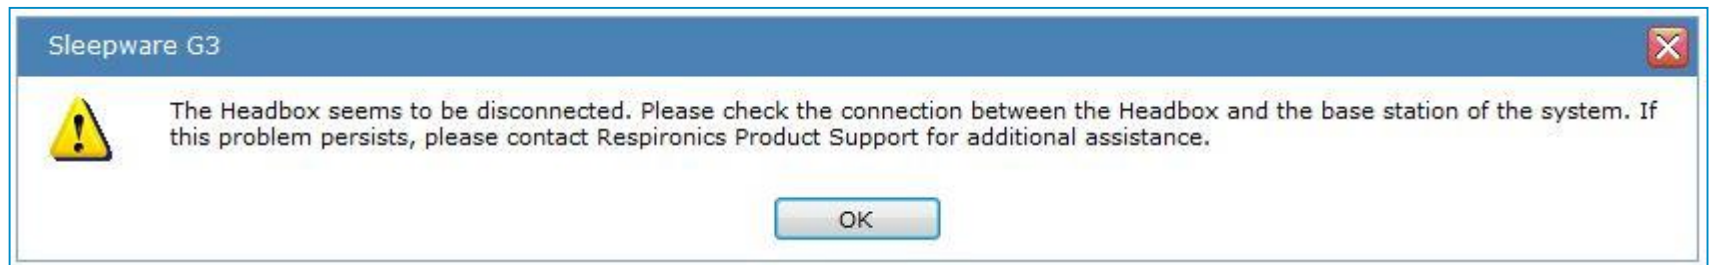 Sleepware G3
The Headbox seems to be disconnected. Please check the connection between the Headbox and the base station of the system. If
this problem persists, please contact Respironics Product Support for additional assistance.
OK